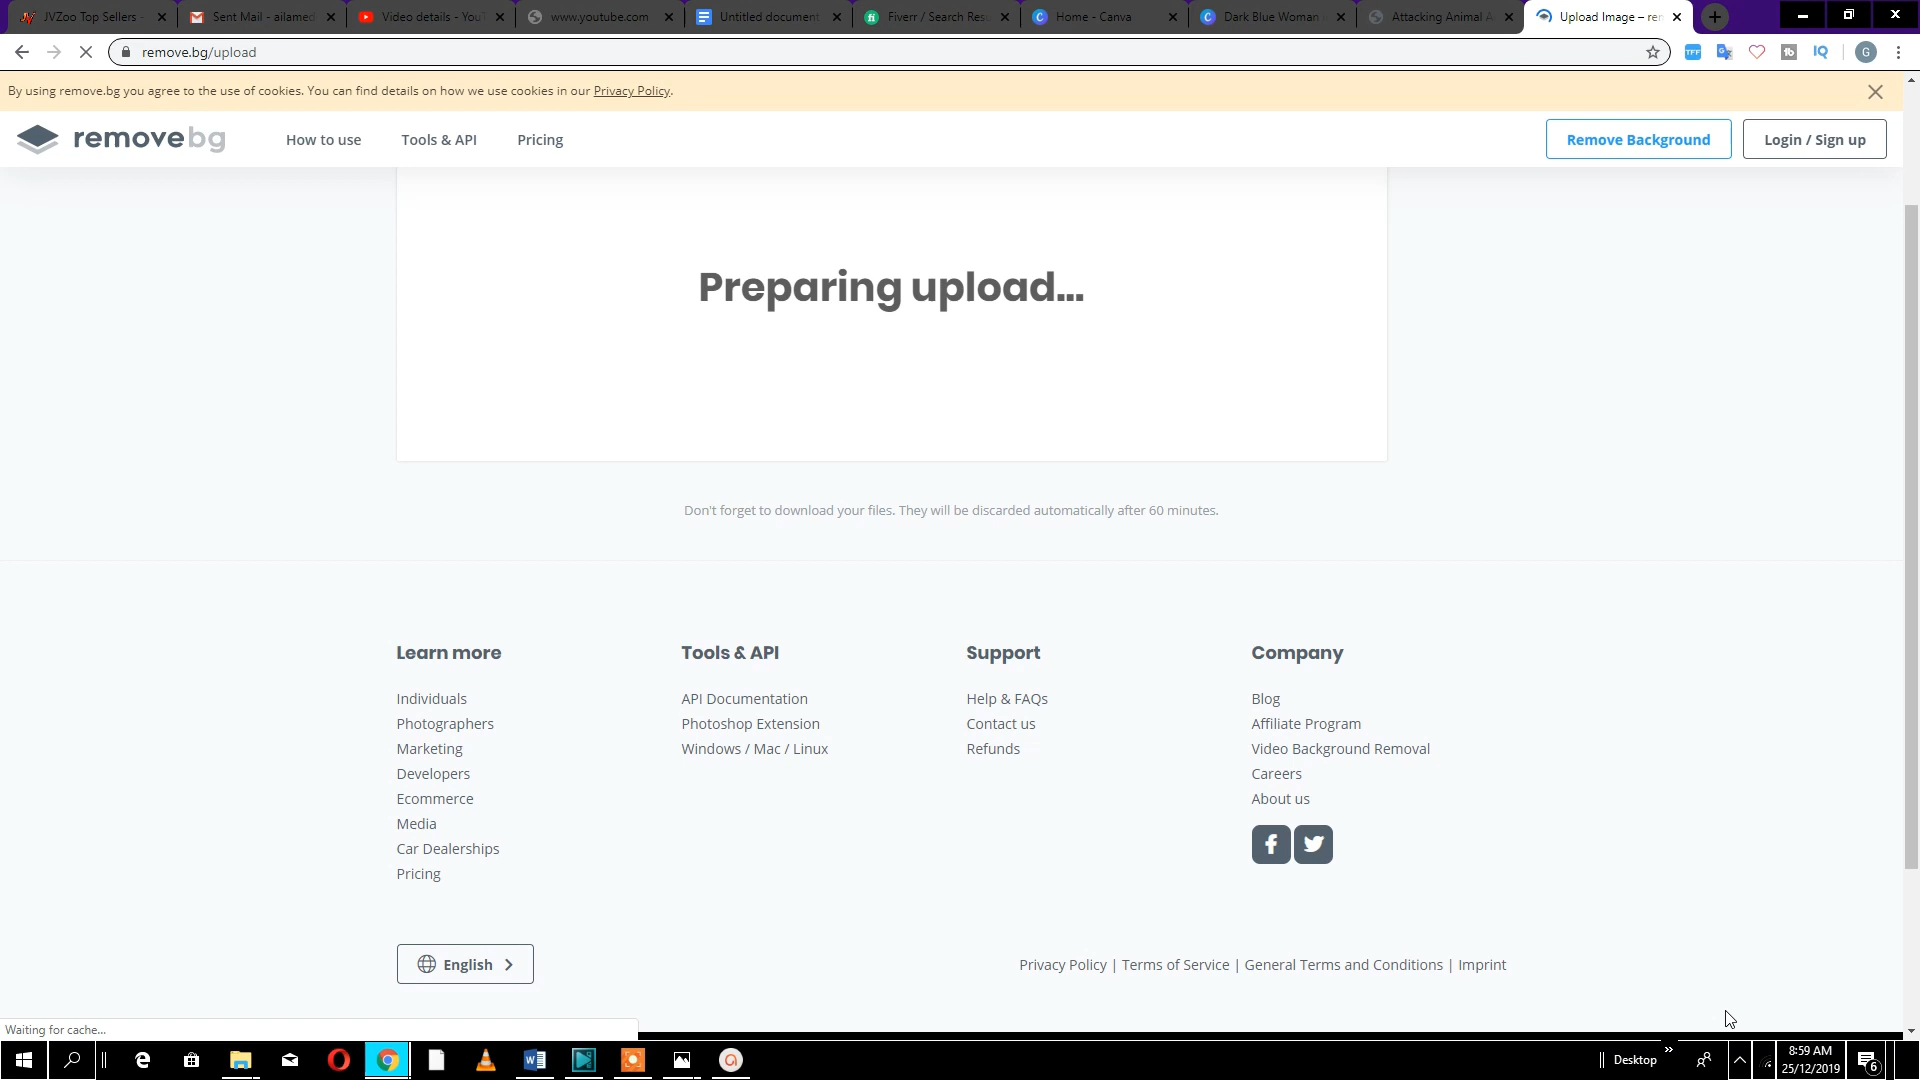 JVZoo Top Sellers -
Sent Mail - ailamed
Video details - YouT
www.youtube.com
Untitled document
Fiverr / Search Resu
Home - Canva
Dark Blue Woman
Attacking Animal A
Upload Image – rem
remove.bg/upload
TFF
IQ
G
By using remove.bg you agree to the use of cookies. You can find details on how we use cookies in our Privacy Policy.
removebg
How to use
Tools & API
Pricing
Remove Background
Login / Sign up
Preparing upload...
Don't forget to download your files. They will be discarded automatically after 60 minutes.
Learn more
Individuals
Photographers
Marketing
Developers
Ecommerce
Media
Car Dealerships
Pricing
Tools & API
API Documentation
Photoshop Extension
Windows / Mac / Linux
Support
Help & FAQs
Contact us
Refunds
Company
Blog
Affiliate Program
Video Background Removal
Careers
About us
English
Privacy Policy | Terms of Service | General Terms and Conditions | Imprint
Waiting for cache...
Desktop
8:59 AM
25/12/2019
6